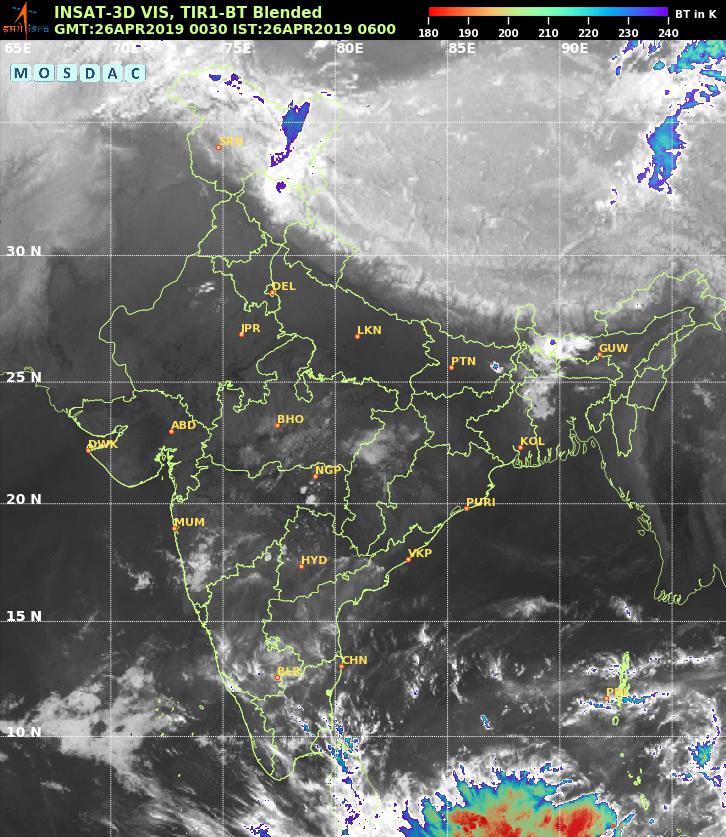 INSAT-3D VIS, TIR1-BT Blended
GMT:26APR2019 0030 IST:26APR2019 0600
BT in K
180 190 200 210 220 230 240
65E 70E 75E 80E 85E 90E
MOSDAC
SRN
30 N
DEL
JPR
LKN
GUW
PTN
25 N
ABD
BHO
DWK
KOL
NGP
20 N
PURI
MUM
VKP
HYD
15 N
CHN
BLR
10 N